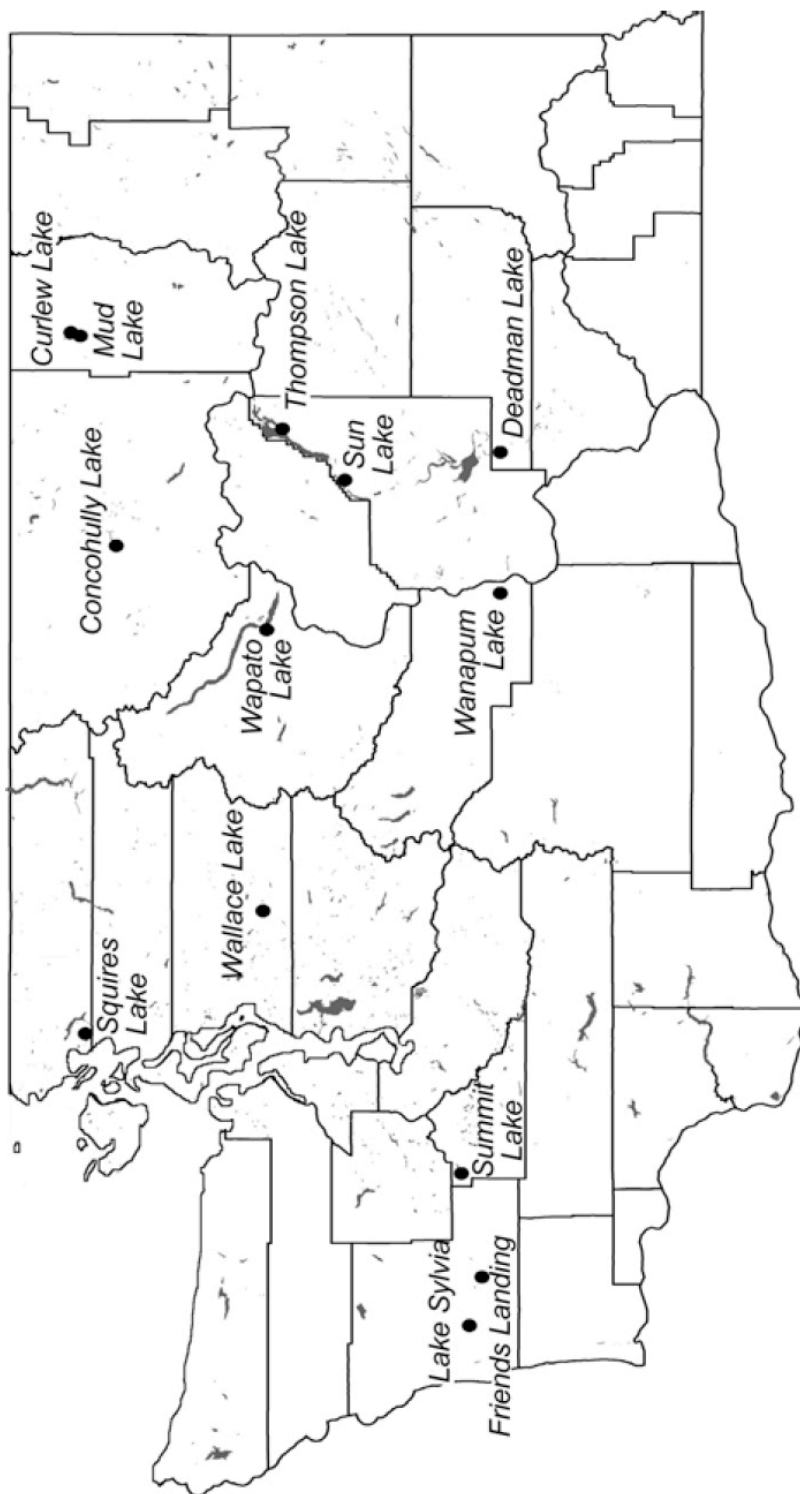 Curlew Lake
Mud
Lake
Concohully Lake
Thompson Lake
Squires
Lake
Wapato
Lake
Sun
Lake
Wallace Lake
Deadman Lake
Wanapum
Lake
Summit
Lake
Lake Sylvia
Friends Landing